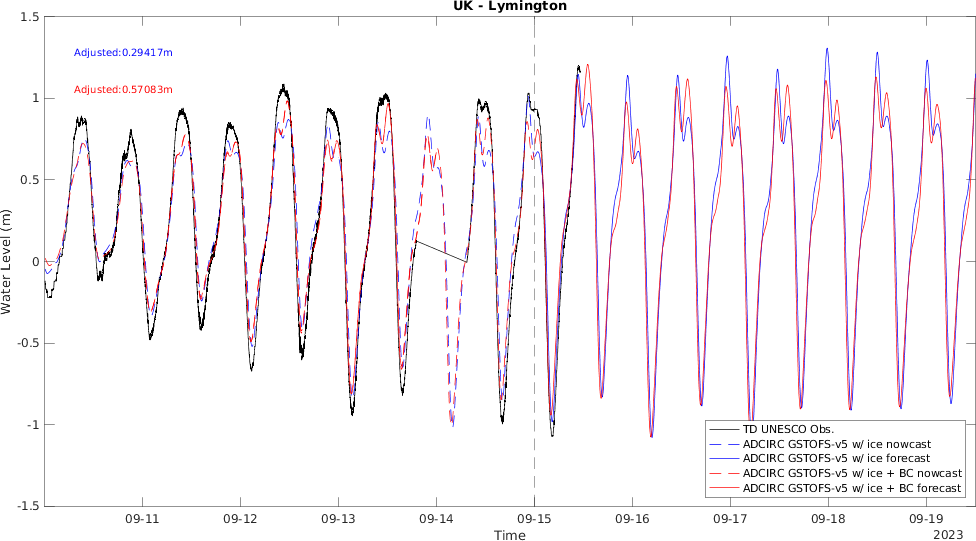 UK - Lymington
Adjusted:0.29417m
Adjusted:0.57083m
Water Level (m)
1.5
1
0.5
0
-0.5
-1
-1.5
TD UNESCO Obs.
ADCIRC GSTOFS-v5 w/ ice nowcast
ADCIRC GSTOFS-v5 w/ ice forecast
ADCIRC GSTOFS-v5 w/ ice + BC nowcast
ADCIRC GSTOFS-v5 w/ ice + BC forecast
09-11 09-12 09-13 09-14 09-15 09-16 09-17 09-18 09-19
Time
2023